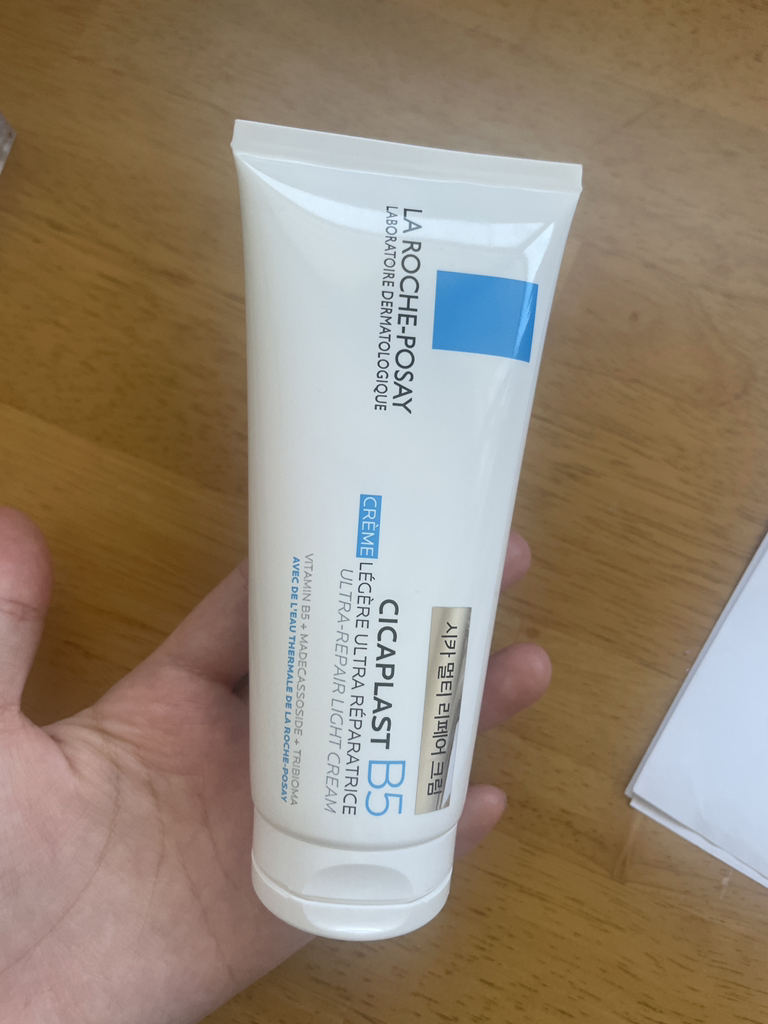 LA ROCHE-POSAY
LABORATOIRE DERMATOLOGIQUE
시카 멀티 리페어 크림
CICAPLAST B5
CRÈME LÉGÈRE ULTRA RÉPARATRICE
ULTRA-REPAIR LIGHT CREAM
VITAMIN B5 + MADECASSOSIDE + TRIBIOMA
AVEC DE L'EAU THERMALE DE LA ROCHE-POSAY